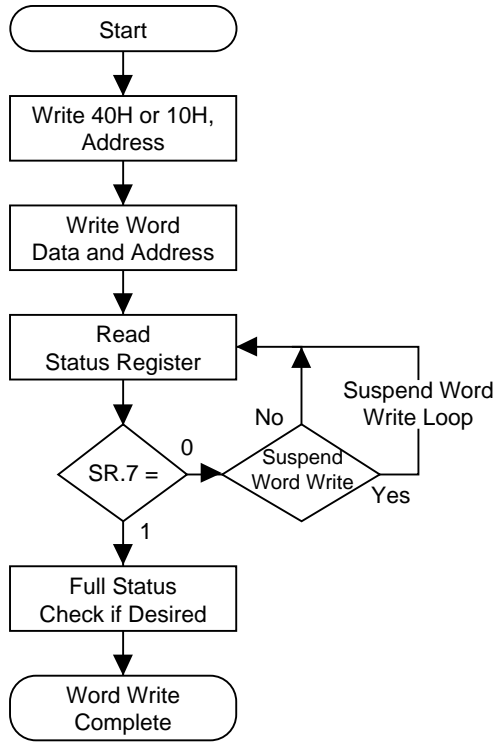 Start
Write 40H or 10H,
Address
Write Word
Data and Address
Read
Status Register
Suspend Word
Write Loop
No
0
SR.7 =
Suspend
Word Write
Yes
1
Full Status
Check if Desired
Word Write
Complete